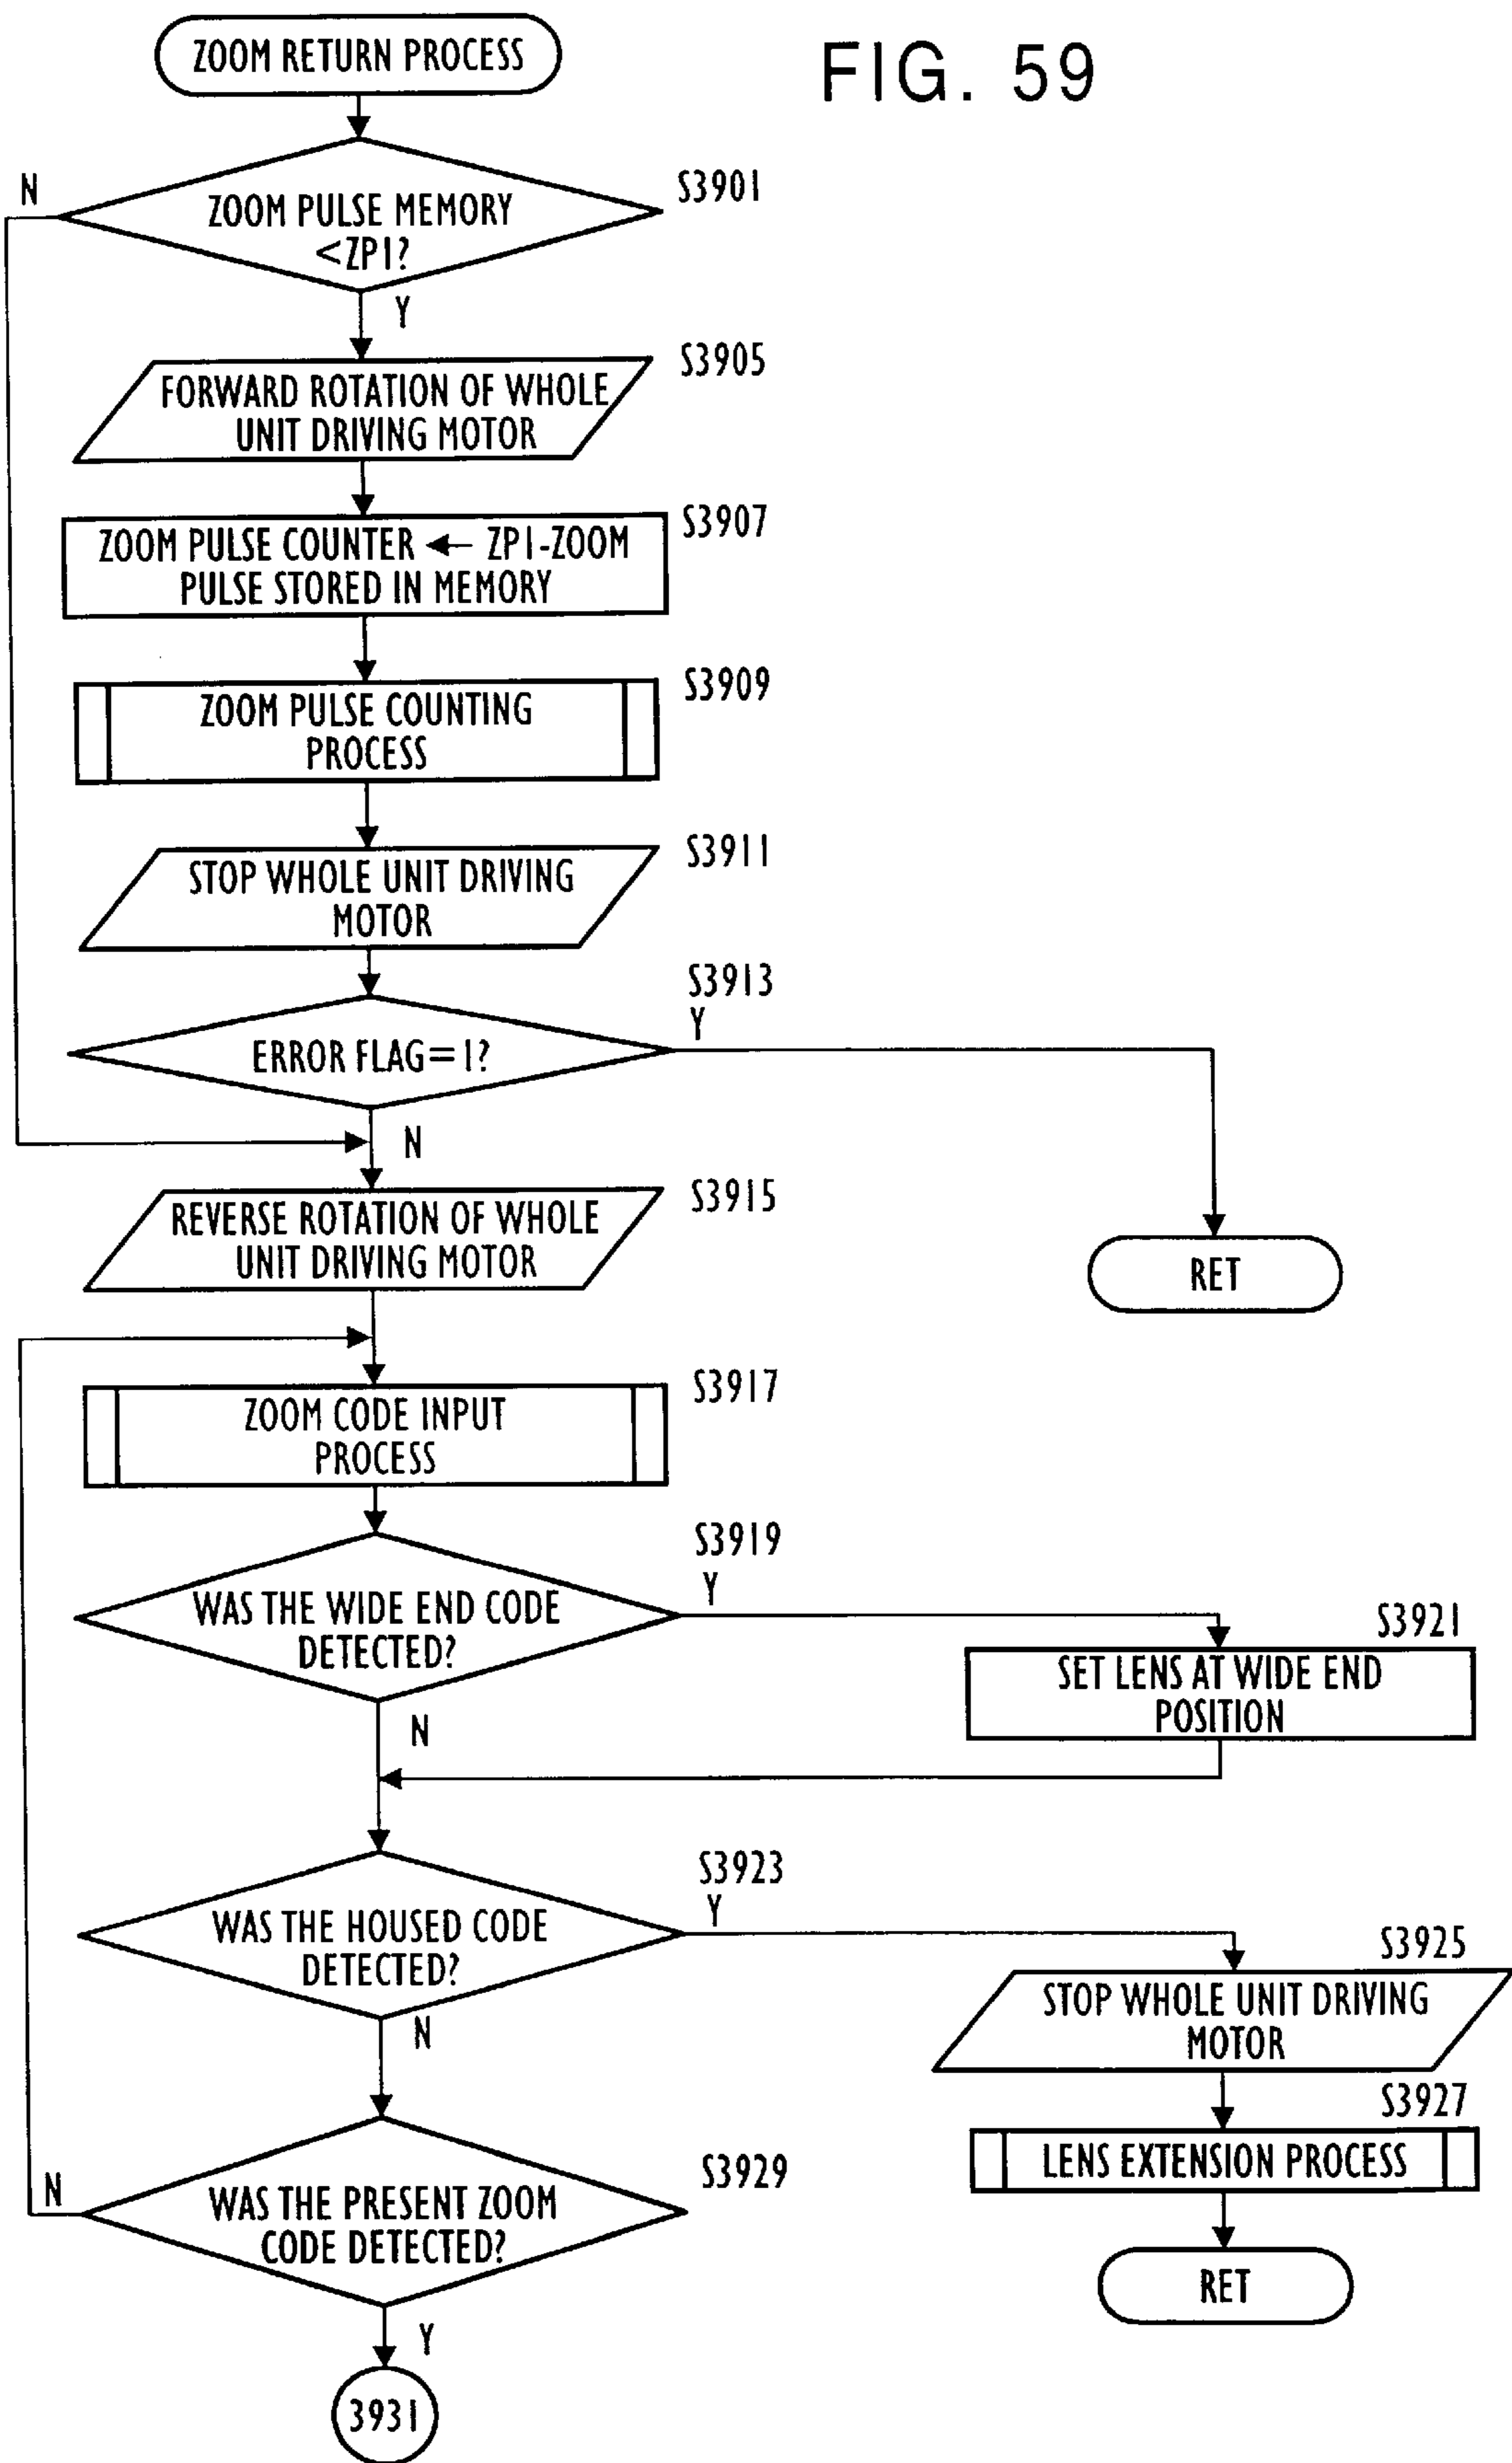 ZOOM RETURN PROCESS
FIG. 59
N
S3901
ZOOM PULSE MEMORY
<ZP1?
Y
S3905
FORWARD ROTATION OF WHOLE
UNIT DRIVING MOTOR
S3907
ZOOM PULSE COUNTER ← ZP1-ZOOM
PULSE STORED IN MEMORY
S3909
ZOOM PULSE COUNTING
PROCESS
S3911
STOP WHOLE UNIT DRIVING
MOTOR
S3913
Y
ERROR FLAG=1?
N
S3915
REVERSE ROTATION OF WHOLE
UNIT DRIVING MOTOR
RET
S3917
ZOOM CODE INPUT
PROCESS
S3919
Y
WAS THE WIDE END CODE
DETECTED?
S3921
SET LENS AT WIDE END
POSITION
N
S3923
Y
WAS THE HOUSED CODE
DETECTED?
S3925
STOP WHOLE UNIT DRIVING
MOTOR
N
S3927
LENS EXTENSION PROCESS
S3929
N
WAS THE PRESENT ZOOM
CODE DETECTED?
RET
Y
3931